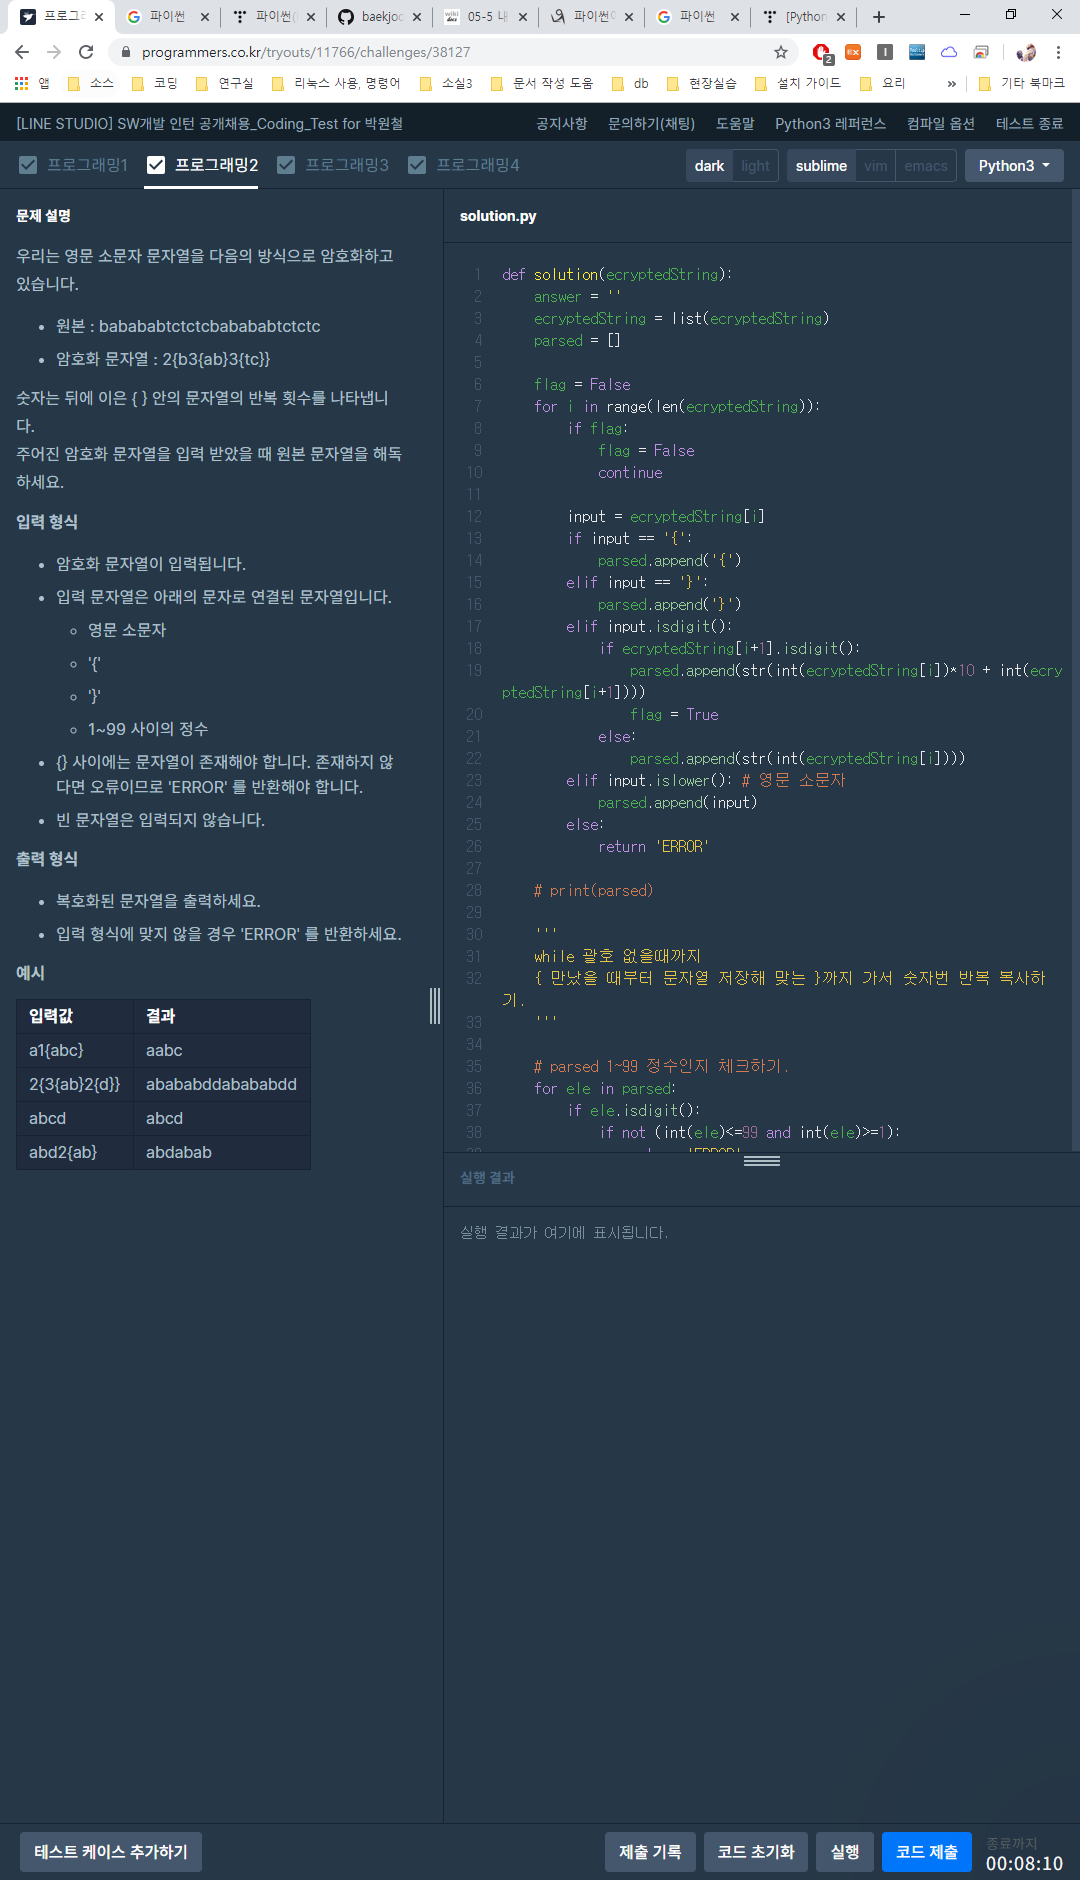 프로그래
파이썬
파이썬(
baekjoo
05-5 내
파이썬에
파이썬
[Python
programmers.co.kr/tryouts/11766/challenges/38127
2
앱
소스
코딩
연구실
리눅스 사용, 명령어
소실3
문서 작성 도움
db
현장실습
설치 가이드
요리
»
기타 북마크
[LINE STUDIO] SW개발 인턴 공개채용_Coding_Test for 박원철
공지사항
문의하기(채팅)
도움말
Python3 레퍼런스
컴파일 옵션
테스트 종료
프로그래밍1
프로그래밍2
프로그래밍3
프로그래밍4
dark
light
sublime
vim
emacs
Python3
문제 설명
우리는 영문 소문자 문자열을 다음의 방식으로 암호화하고
있습니다.
• 원본 : babababtctctcbabababtctctc
• 암호화 문자열 : 2{b3{ab}3{tc}}
숫자는 뒤에 이은 { } 안의 문자열의 반복 횟수를 나타냅니
다.
주어진 암호화 문자열을 입력 받았을 때 원본 문자열을 해독
하세요.
입력 형식
• 암호화 문자열이 입력됩니다.
• 입력 문자열은 아래의 문자로 연결된 문자열입니다.
◦ 영문 소문자
◦ '{'
◦ '}'
◦ 1~99 사이의 정수
• {} 사이에는 문자열이 존재해야 합니다. 존재하지 않
다면 오류이므로 'ERROR' 를 반환해야 합니다.
• 빈 문자열은 입력되지 않습니다.
출력 형식
• 복호화된 문자열을 출력하세요.
• 입력 형식에 맞지 않을 경우 'ERROR' 를 반환하세요.
예시
입력값 결과
a1{abc} aabc
2{3{ab}2{d}} abababddabababdd
abcd abcd
abd2{ab} abdabab
solution.py
1 def solution(ecryptedString):
2 answer = ''
3 ecryptedString = list(ecryptedString)
4 parsed = []
5
6 flag = False
7 for i in range(len(ecryptedString)):
8 if flag:
9 flag = False
10 continue
11
12 input = ecryptedString[i]
13 if input == '{':
14 parsed.append('{')
15 elif input == '}':
16 parsed.append('}')
17 elif input.isdigit():
18 if ecryptedString[i+1].isdigit():
19 parsed.append(str(int(ecryptedString[i])*10 + int(ecry
ptedString[i+1])))
20 flag = True
21 else:
22 parsed.append(str(int(ecryptedString[i])))
23 elif input.islower(): # 영문 소문자
24 parsed.append(input)
25 else:
26 return 'ERROR'
27
28 # print(parsed)
29
30 '''
31 while 괄호 없을때까지
32 { 만났을 때부터 문자열 저장해 맞는 }까지 가서 숫자번 반복 복사하
기.
33 '''
34
35 # parsed 1~99 정수인지 체크하기.
36 for ele in parsed:
37 if ele.isdigit():
38 if not (int(ele)<=99 and int(ele)>=1):
실행 결과
실행 결과가 여기에 표시됩니다.
테스트 케이스 추가하기
제출 기록
코드 초기화
실행
코드 제출
종료까지
00:08:10